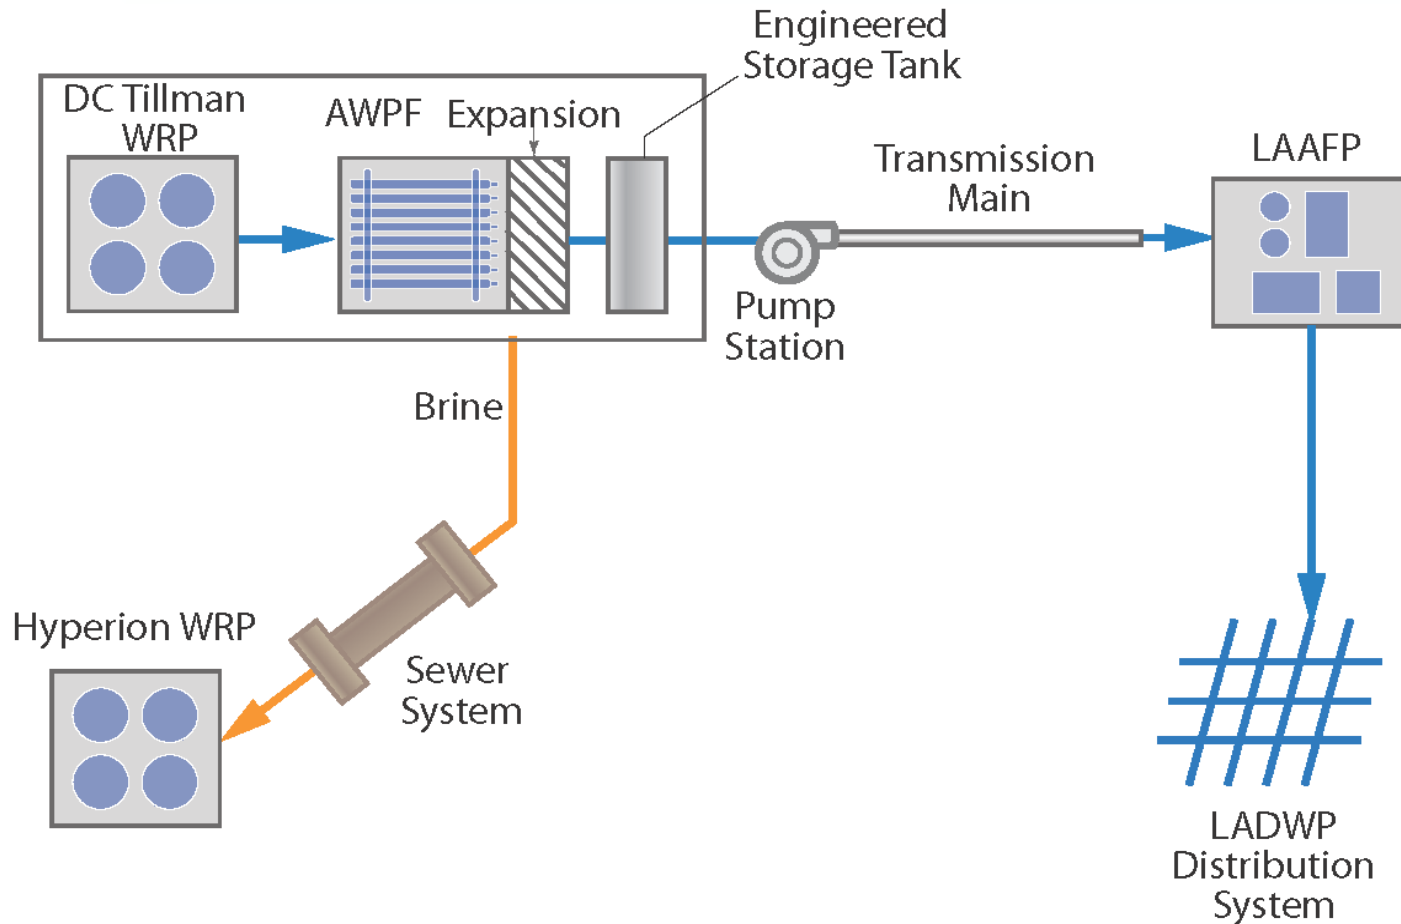 Engineered
Storage Tank
DC Tillman
WRP
AWPF
Expansion
Transmission
Main
LAAFP
Pump
Station
Brine
Hyperion WRP
Sewer
System
LADWP
Distribution
System